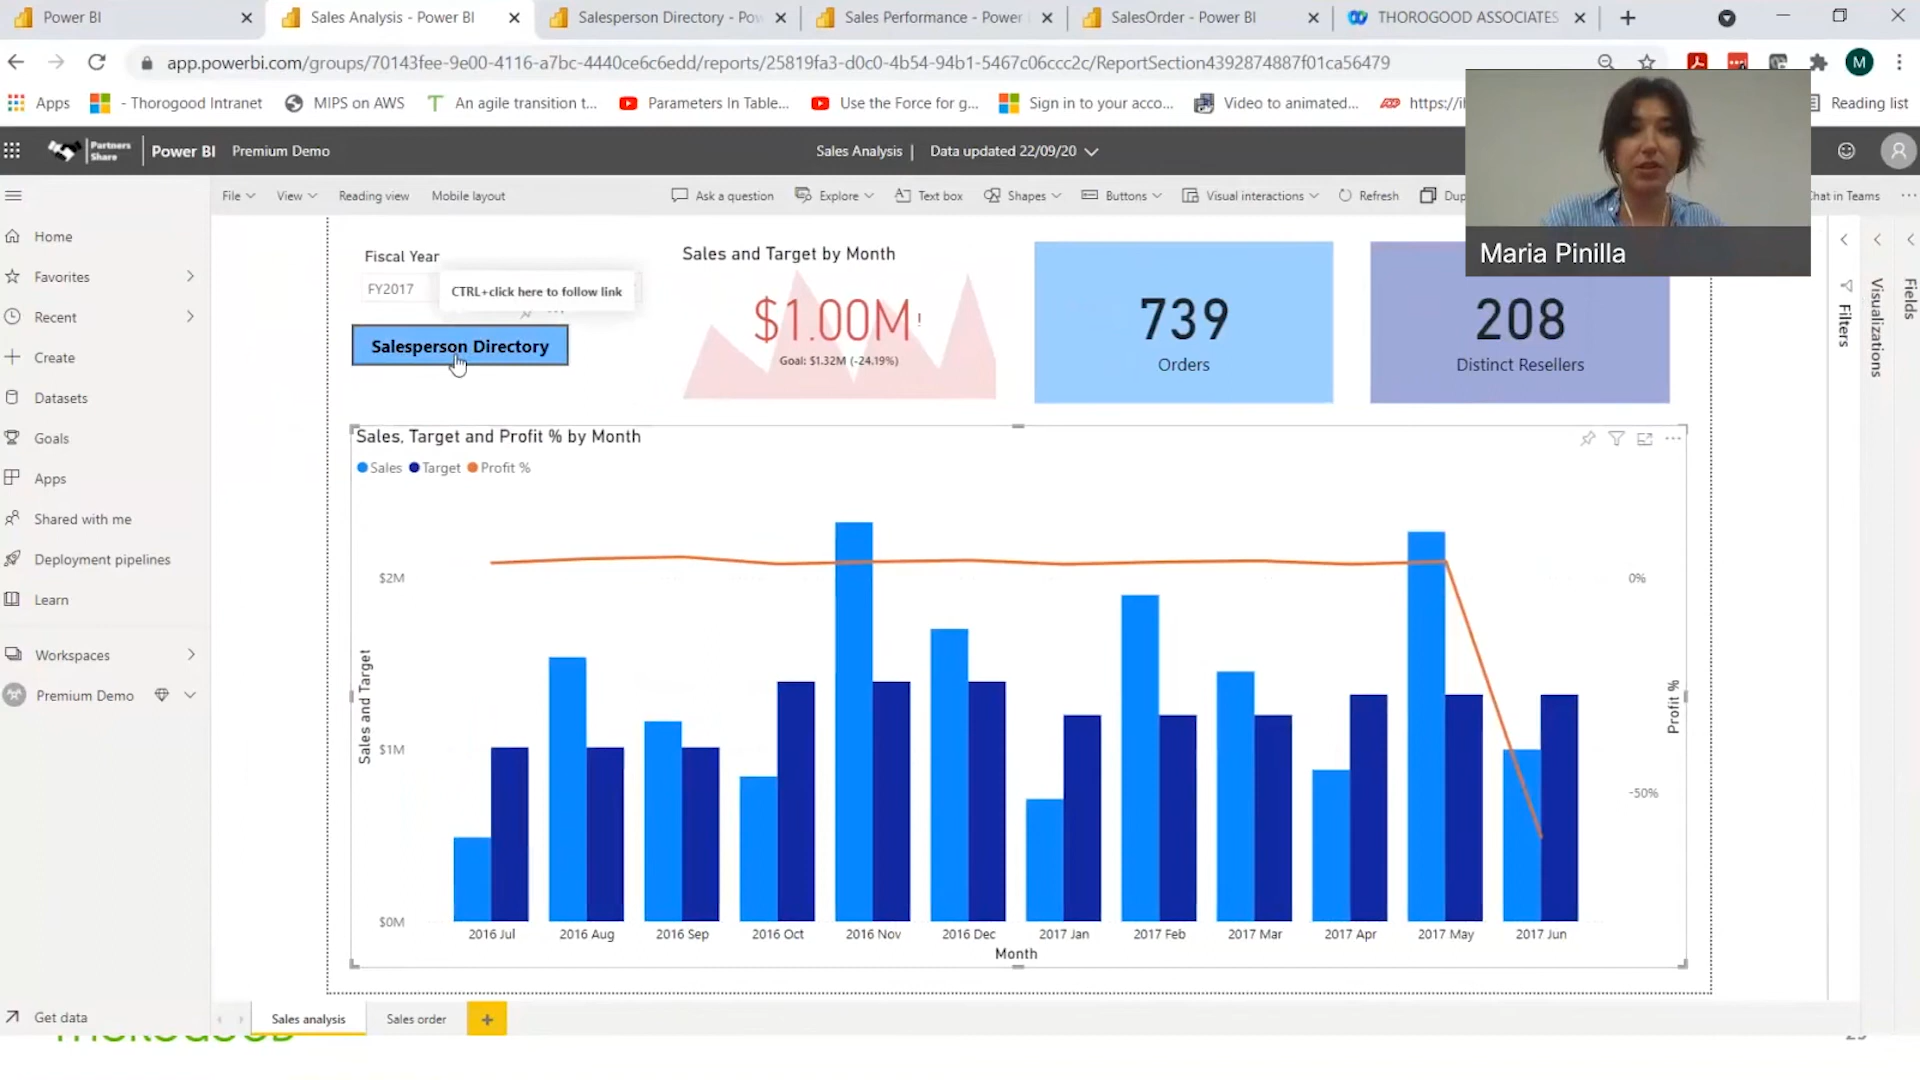 Power BI
Sales Analysis - Power BI
Salesperson Directory - Pow
Sales Performance - Power
SalesOrder - Power BI
THOROGOOD ASSOCIATES
app.powerbi.com/groups/70143fee-9e00-4116-a7bc-4440ce6c6edd/reports/25819fa3-d0c0-4b54-94b1-5467c06ccc2c/ReportSection4392874887f01ca56479
M
Apps
- Thorogood Intranet
MIPS on AWS
An agile transition t...
Parameters In Table...
Use the Force for g...
Sign in to your acco...
Video to animated...
Reading list
Partners
Share
Power BI
Premium Demo
Sales Analysis |
Data updated 22/09/20
File
View
Reading view
Mobile layout
Ask a question
Explore
Text box
Shapes
Buttons
Visual interactions
Refresh
Dup
Chat in Teams
Maria Pinilla
Home
Favorites
Recent
Create
Datasets
Goals
Apps
Shared with me
Deployment pipelines
Learn
Workspaces
Premium Demo
Get data
Fiscal Year
FY2017
CTRL+click here to follow link
Salesperson Directory
Sales and Target by Month
$1.00M!
Goal: $1.32M (-24.19%)
739
Orders
208
Distinct Resellers
Filters
Visualizations
Fields
Sales, Target and Profit % by Month
Sales
Target
Profit %
Sales and Target
$2M
$1M
$0M
0%
-50%
Profit %
2016 Jul
2016 Aug
2016 Sep
2016 Oct
2016 Nov
2016 Dec
2017 Jan
2017 Feb
2017 Mar
2017 Apr
2017 May
2017 Jun
Month
Sales analysis
Sales order